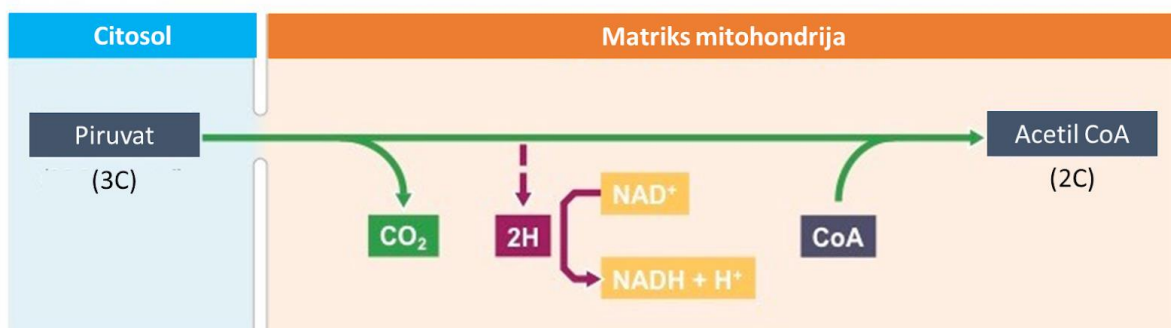 Citosol
Matriks mitohondrija
Piruvat
(3C)
Acetil CoA
(2C)
CO₂
2H
NAD⁺
NADH + H⁺
CoA